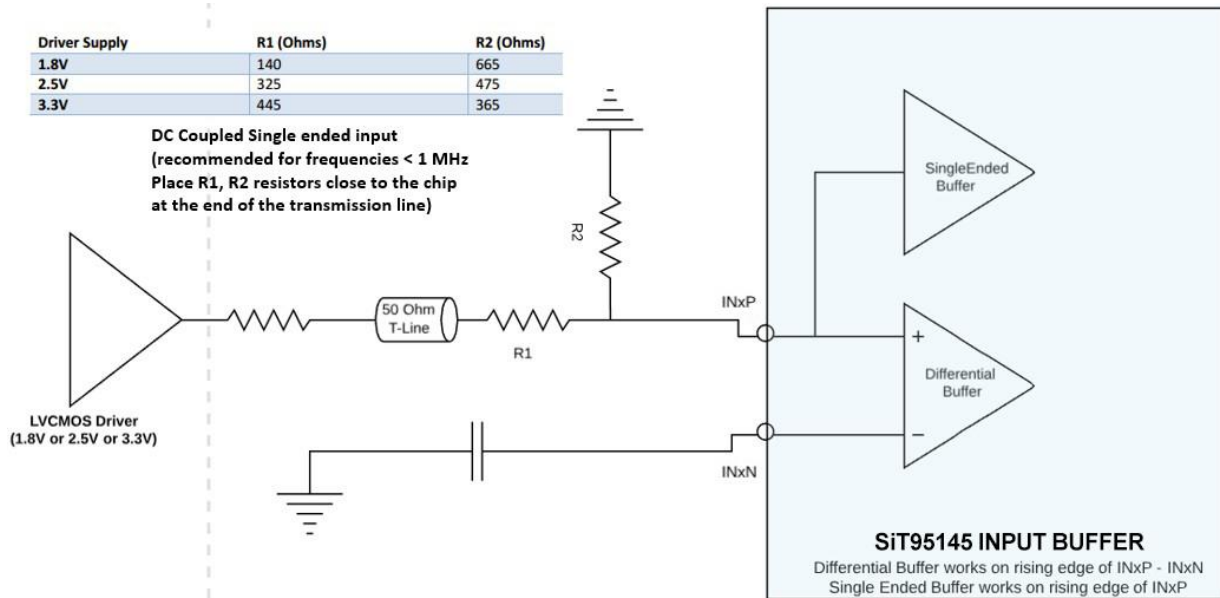 Driver Supply R1 (Ohms) R2 (Ohms)
1.8V 140 665
2.5V 325 475
3.3V 445 365
DC Coupled Single ended input
(recommended for frequencies < 1 MHz
Place R1, R2 resistors close to the chip
at the end of the transmission line)
SingleEnded
Buffer
R2
INxP
50 Ohm
T-Line
R1
+
Differential
Buffer
−
LVCMOS Driver
(1.8V or 2.5V or 3.3V)
INxN
SiT95145 INPUT BUFFER
Differential Buffer works on rising edge of INxP - INxN
Single Ended Buffer works on rising edge of INxP